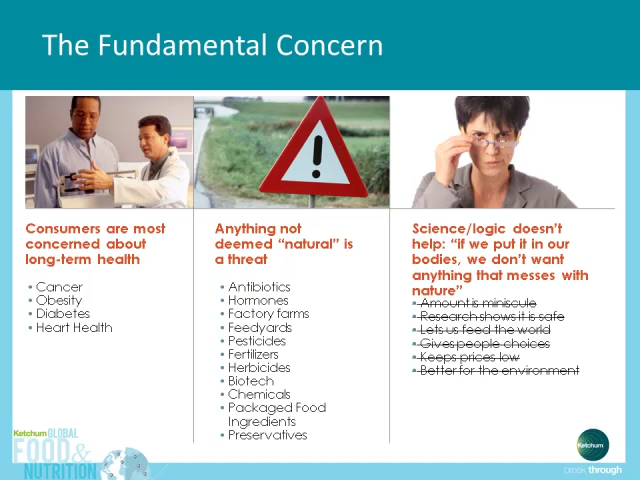 The Fundamental Concern
Consumers are most
concerned about
long-term health
• Cancer
• Obesity
• Diabetes
• Heart Health
Anything not
deemed “natural” is
a threat
• Antibiotics
• Hormones
• Factory farms
• Feedyards
• Pesticides
• Fertilizers
• Herbicides
• Biotech
• Chemicals
• Packaged Food
Ingredients
• Preservatives
Science/logic doesn’t
help: “if we put it in our
bodies, we don’t want
anything that messes with
nature”
• Amount is miniscule
• Research shows it is safe
• Lets us feed the world
• Gives people choices
• Keeps prices low
• Better for the environment
Ketchum GLOBAL
FOOD &
NUTRITION
Ketchum
break through